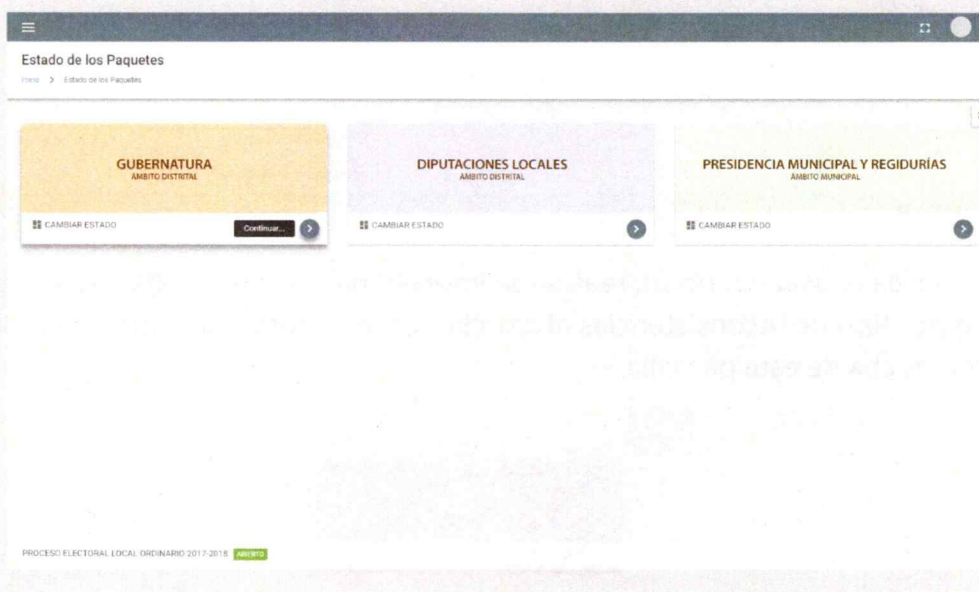 Estado de los Paquetes
Inicio > Estado de los Paquetes
GUBERNATURA
ÁMBITO DISTRITAL
CAMBIAR ESTADO
Continuar...
DIPUTACIONES LOCALES
ÁMBITO DISTRITAL
CAMBIAR ESTADO
PRESIDENCIA MUNICIPAL Y REGIDURÍAS
ÁMBITO MUNICIPAL
CAMBIAR ESTADO
PROCESO ELECTORAL LOCAL ORDINARIO 2017-2018 ABIERTO